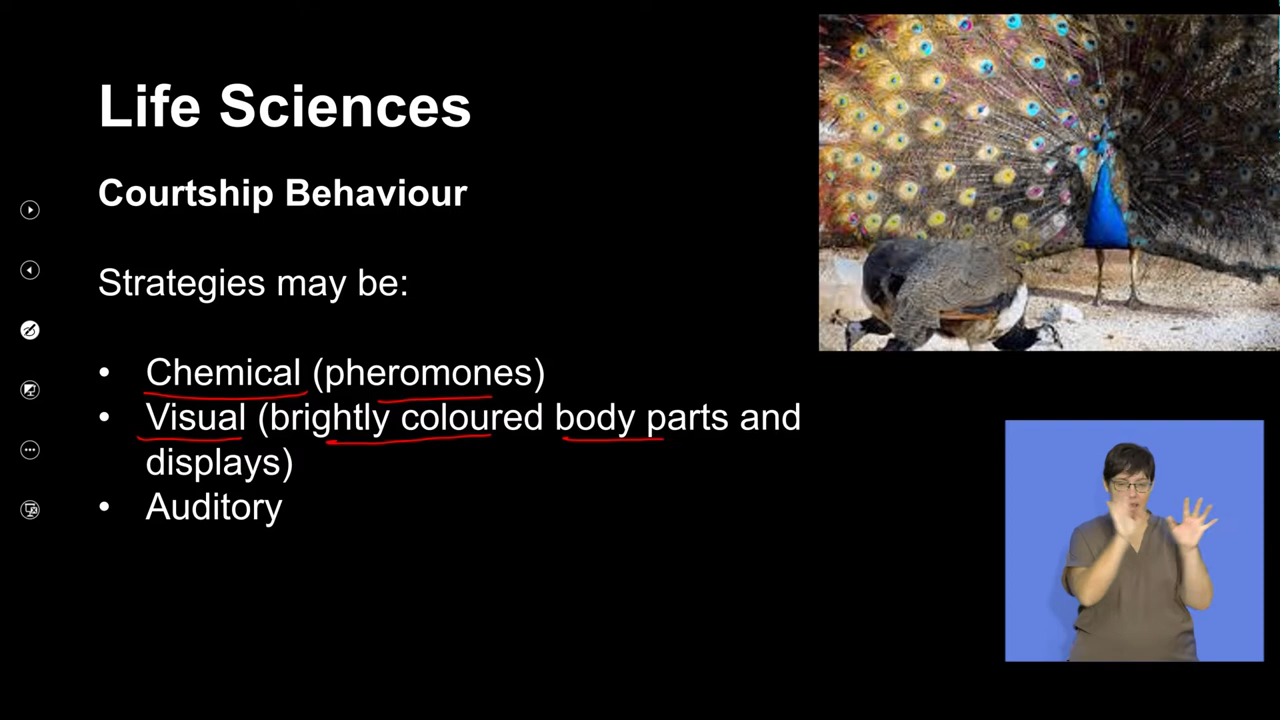 Life Sciences
Courtship Behaviour
Strategies may be:
• Chemical (pheromones)
• Visual (brightly coloured body parts and
displays)
• Auditory